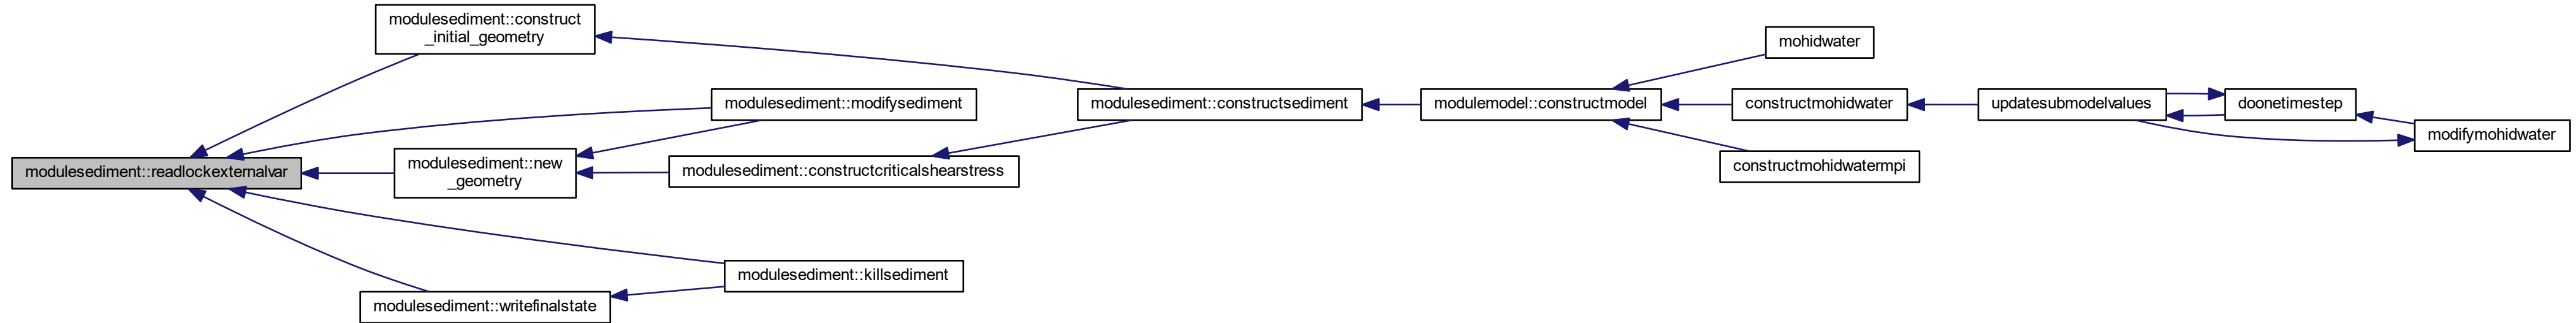 modulesediment::construct
_initial_geometry
mohidwater
modulesediment::modifysediment
modulesediment::constructsediment
modulemodel::constructmodel
constructmohidwater
updatesubmodelvalues
doonetimestep
modifymohidwater
modulesediment::readlockexternalvar
modulesediment::new
_geometry
modulesediment::constructcriticalshearstress
constructmohidwatermpi
modulesediment::killsediment
modulesediment::writefinalstate